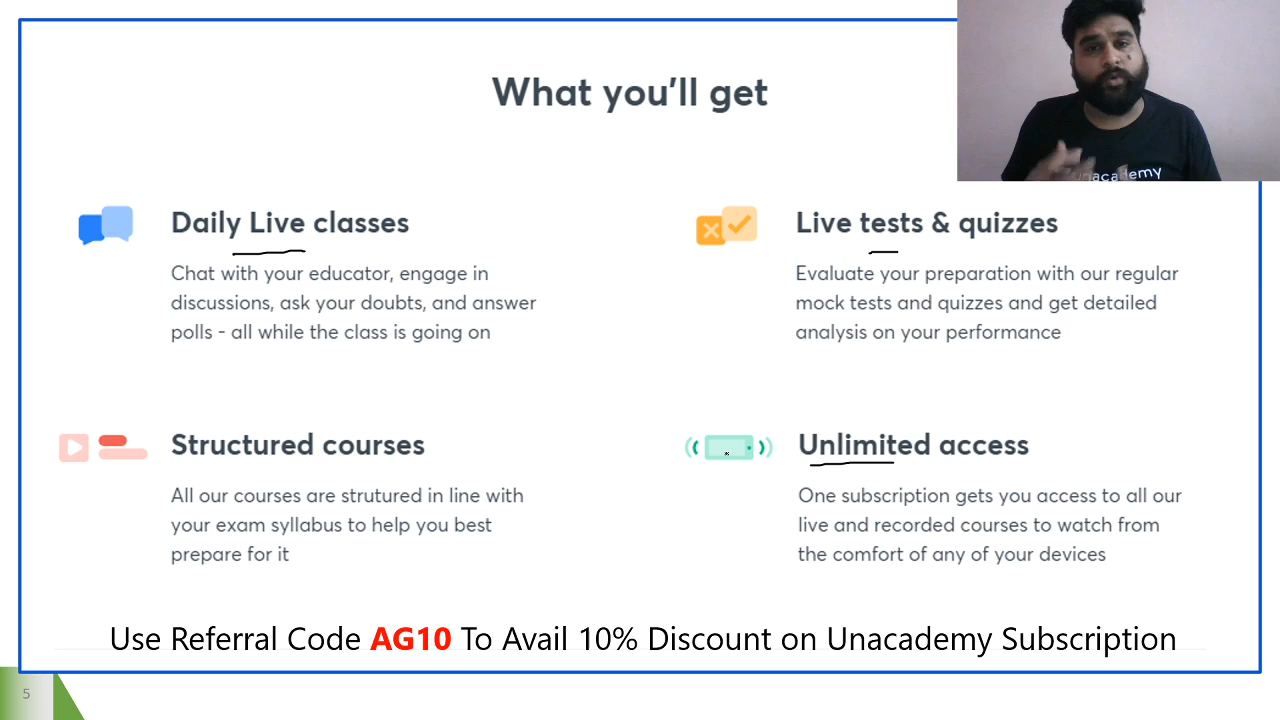 What you'll get
unacademy
Daily Live classes
Chat with your educator, engage in
discussions, ask your doubts, and answer
polls - all while the class is going on
Live tests & quizzes
Evaluate your preparation with our regular
mock tests and quizzes and get detailed
analysis on your performance
Structured courses
All our courses are strutured in line with
your exam syllabus to help you best
prepare for it
Unlimited access
One subscription gets you access to all our
live and recorded courses to watch from
the comfort of any of your devices
Use Referral Code AG10 To Avail 10% Discount on Unacademy Subscription
5